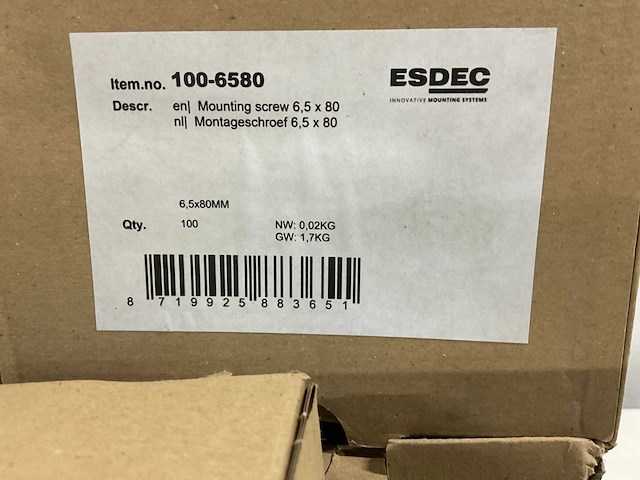 Item.no. 100-6580
ESDEC
INNOVATIVE MOUNTING SYSTEMS
Descr. en| Mounting screw 6,5 x 80
nl| Montageschroef 6,5 x 80
6,5x80MM
Qty. 100 NW: 0,02KG
GW: 1,7KG
8 719925 883651